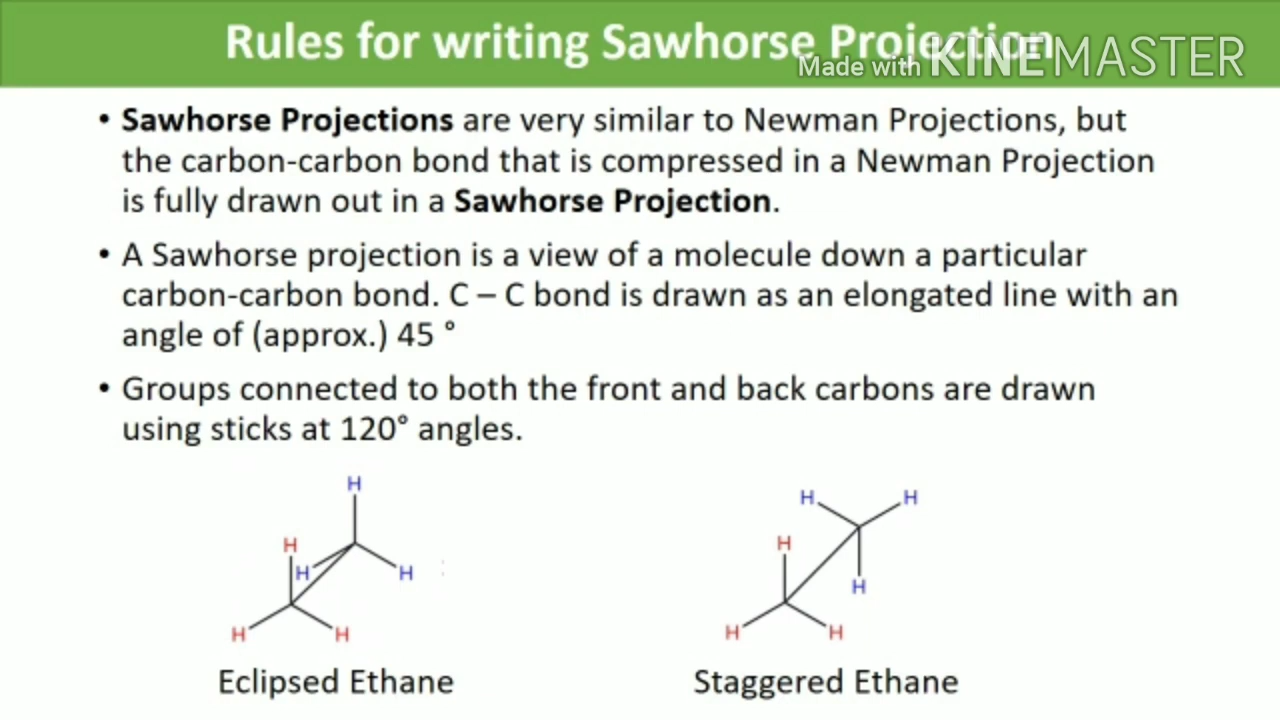 Rules for writing Sawhorse Projection
Made with KINEMASTER
• Sawhorse Projections are very similar to Newman Projections, but
the carbon-carbon bond that is compressed in a Newman Projection
is fully drawn out in a Sawhorse Projection.
• A Sawhorse projection is a view of a molecule down a particular
carbon-carbon bond. C – C bond is drawn as an elongated line with an
angle of (approx.) 45 °
• Groups connected to both the front and back carbons are drawn
using sticks at 120° angles.
H
H
H H
H H
H H
H
H
H H
Eclipsed Ethane Staggered Ethane